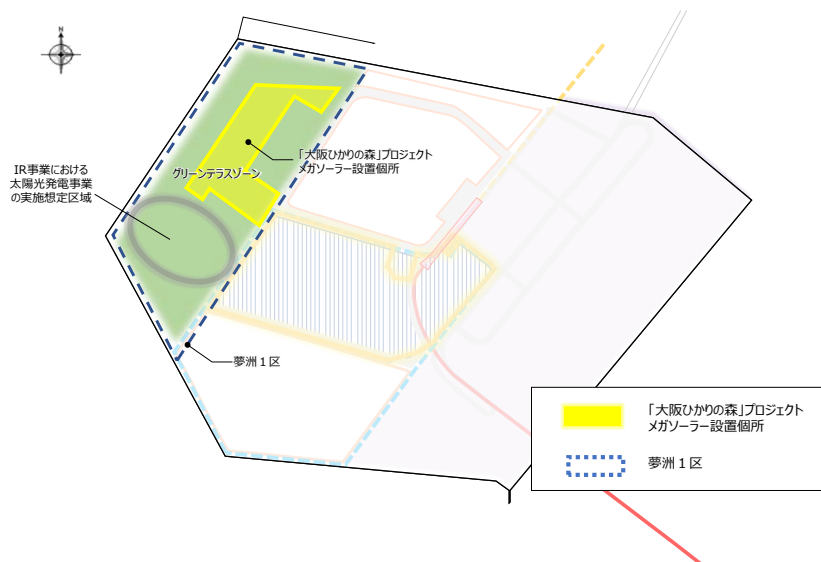 N
「大阪ひかりの森」プロジェクト
メガソーラー設置個所
グリーンテラスゾーン
IR事業における
太陽光発電事業
の実施想定区域
夢洲１区
「大阪ひかりの森」プロジェクト
メガソーラー設置個所
夢洲１区